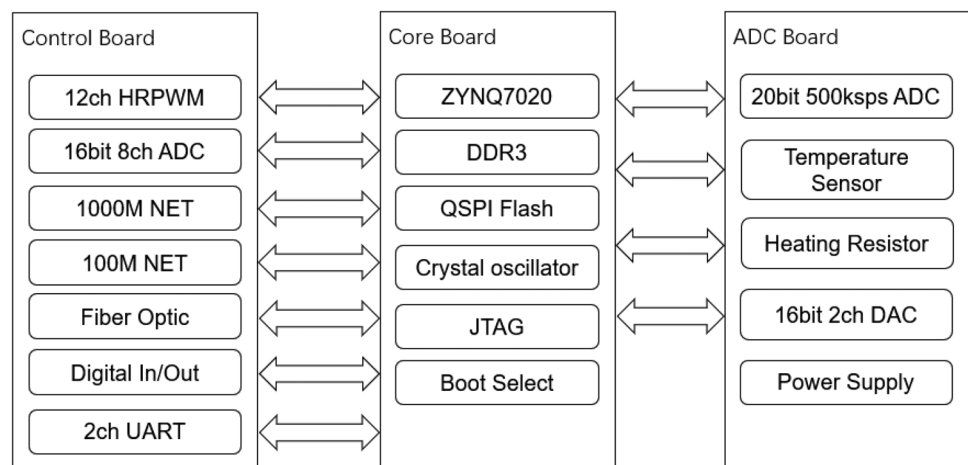 Control Board
12ch HRPWM
16bit 8ch ADC
1000M NET
100M NET
Fiber Optic
Digital In/Out
2ch UART
Core Board
ZYNQ7020
DDR3
QSPI Flash
Crystal oscillator
JTAG
Boot Select
ADC Board
20bit 500ksps ADC
Temperature
Sensor
Heating Resistor
16bit 2ch DAC
Power Supply